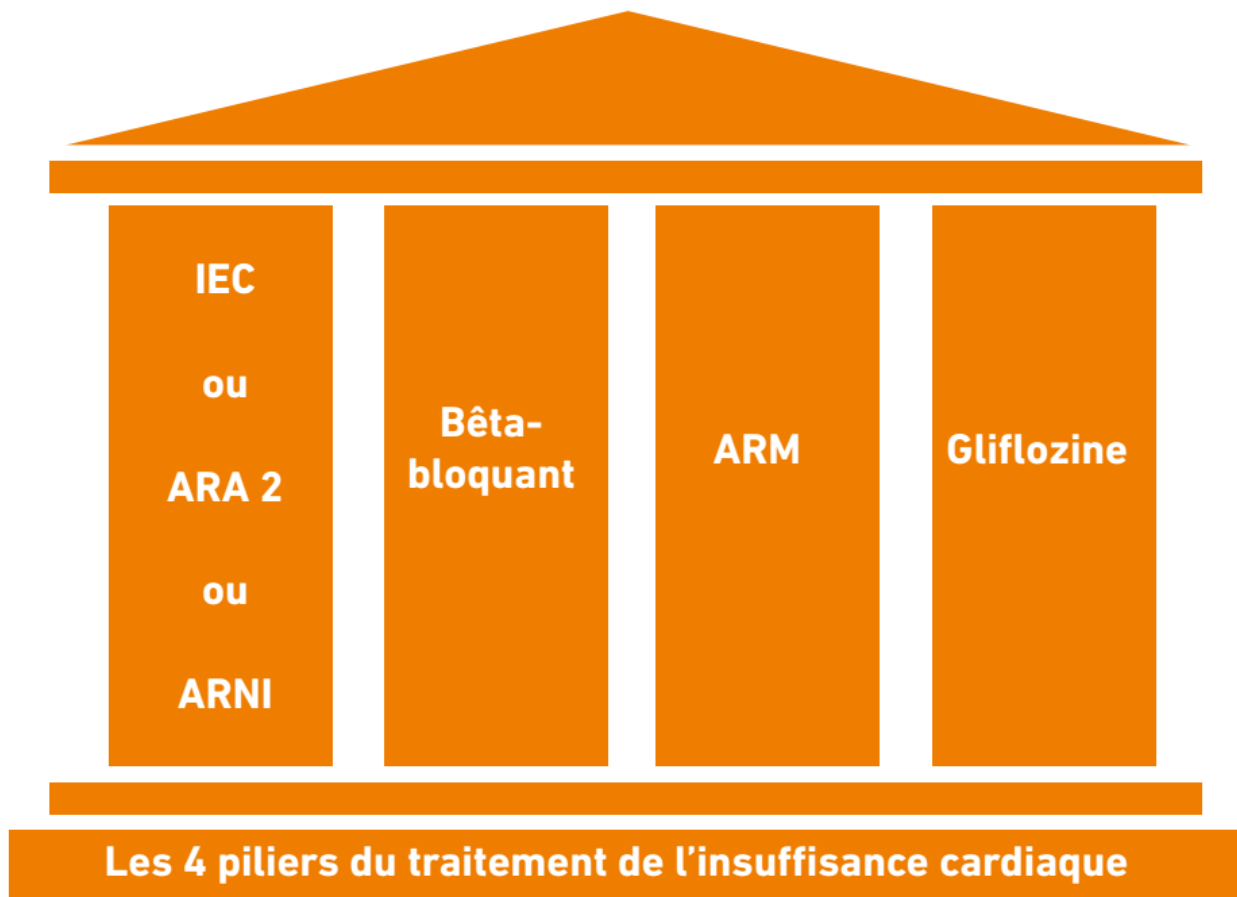 IEC
ou
ARA 2
ou
ARNI
Bêta-
bloquant
ARM
Gliflozine
Les 4 piliers du traitement de l’insuffisance cardiaque